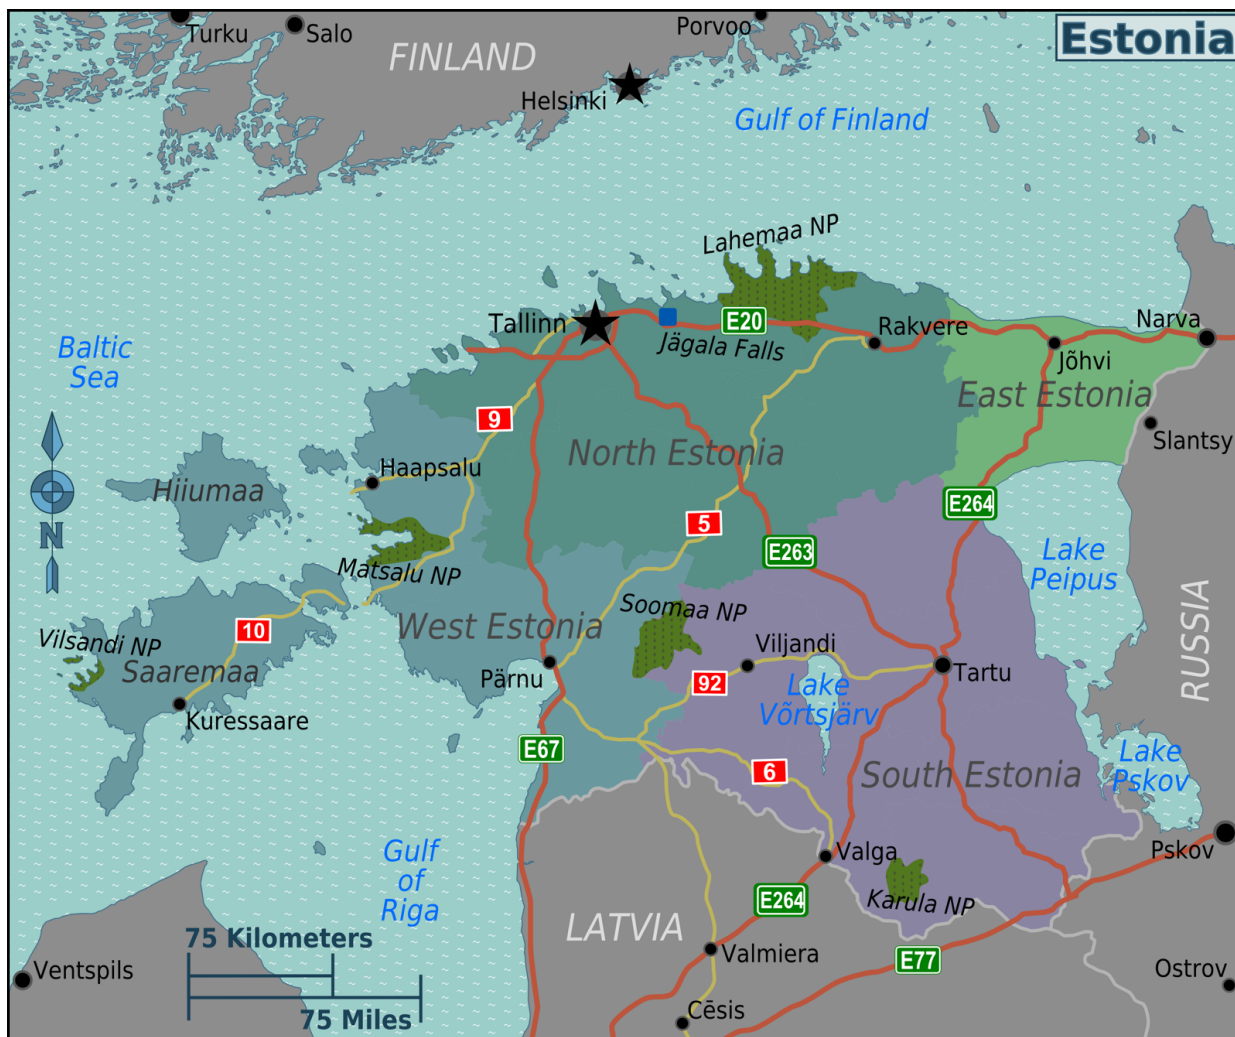 Turku
Salo
Porvoo
Estonia
FINLAND
Helsinki
Gulf of Finland
Lahemaa NP
Tallinn
E20
Jägala Falls
Rakvere
Narva
Jõhvi
Baltic
Sea
East Estonia
9
Slantsy
North Estonia
Haapsalu
Hiiumaa
E264
5
N
E263
Lake
Peipus
Matsalu NP
RUSSIA
Soomaa NP
West Estonia
10
Vilsandi NP
Viljandi
Saaremaa
Pärnu
92
Tartu
Lake
Võrtsjärv
Kuressaare
E67
Lake
Pskov
6
South Estonia
Gulf
of
Riga
Valga
Pskov
E264
Karula NP
LATVIA
75 Kilometers
Valmiera
E77
Ventspils
Ostrov
75 Miles
Cēsis